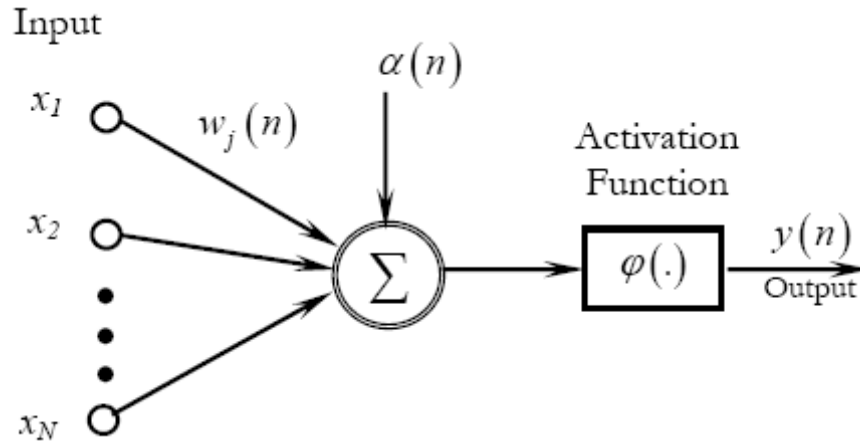 Input
x1
x2
xN
wj(n)
α(n)
Σ
Activation
Function
φ(.)
y(n)
Output